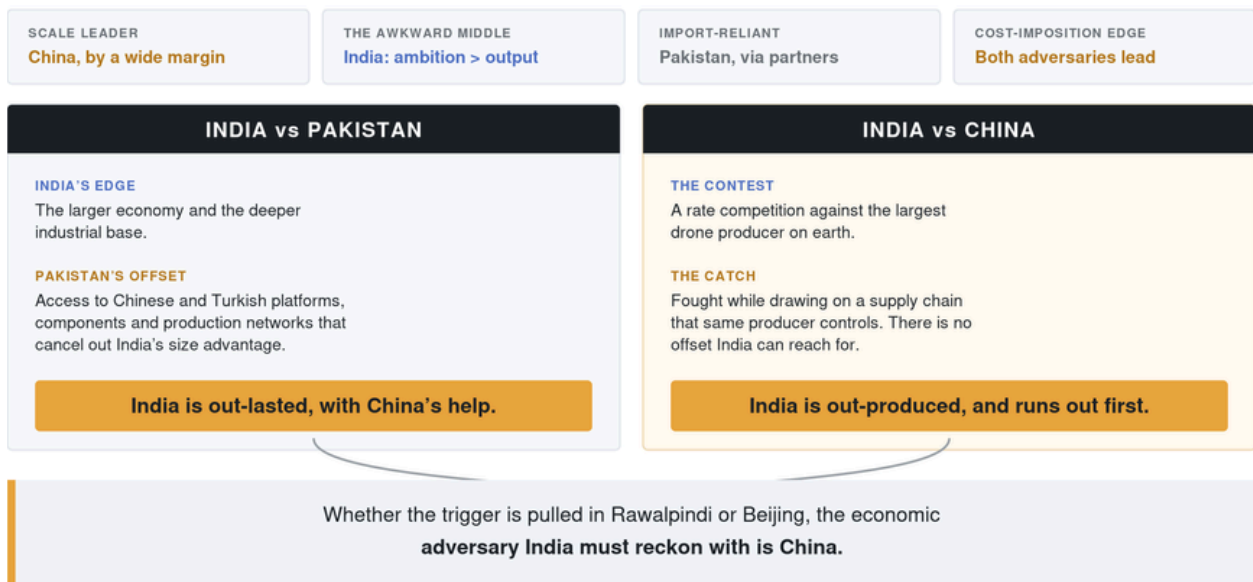 SCALE LEADER
China, by a wide margin
THE AWKWARD MIDDLE
India: ambition > output
IMPORT-RELIANT
Pakistan, via partners
COST-IMPOSITION EDGE
Both adversaries lead
INDIA vs PAKISTAN
INDIA'S EDGE
The larger economy and the deeper
industrial base.
PAKISTAN'S OFFSET
Access to Chinese and Turkish platforms,
components and production networks that
cancel out India's size advantage.
India is out-lasted, with China's help.
INDIA vs CHINA
THE CONTEST
A rate competition against the largest
drone producer on earth.
THE CATCH
Fought while drawing on a supply chain
that same producer controls. There is no
offset India can reach for.
India is out-produced, and runs out first.
Whether the trigger is pulled in Rawalpindi or Beijing, the economic
adversary India must reckon with is China.